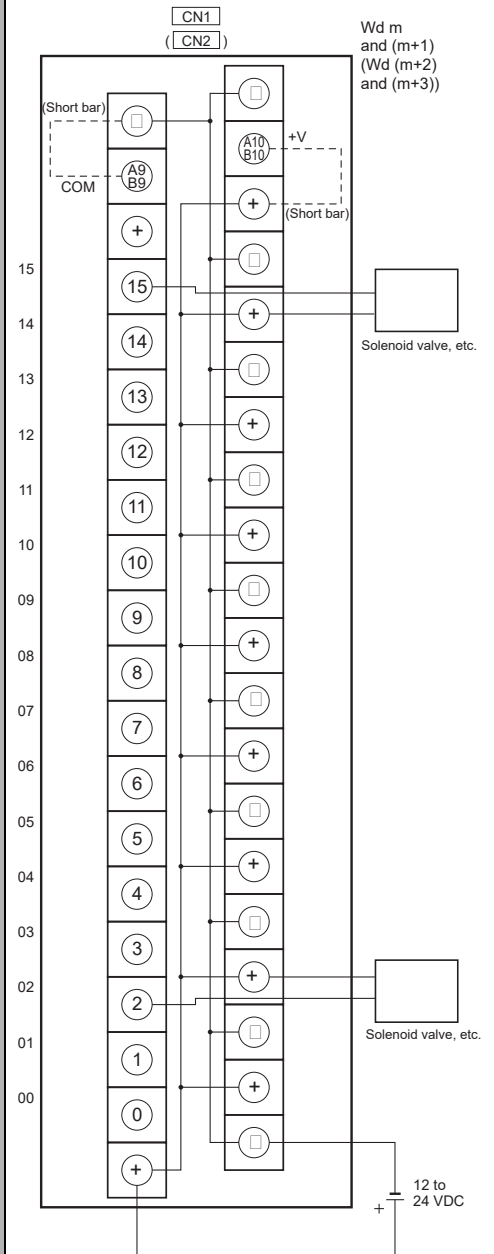 CN1
( CN2 )
Wd m
and (m+1)
(Wd (m+2)
and (m+3))
(Short bar)
A9
B9
COM
A10
B10
+V
(Short bar)
+
+
15
14
13
12
11
10
09
08
07
06
05
04
03
02
01
00
15
14
13
12
11
10
9
8
7
6
5
4
3
2
1
0
+
+
+
+
+
+
+
+
+
Solenoid valve, etc.
Solenoid valve, etc.
12 to
24 VDC
+